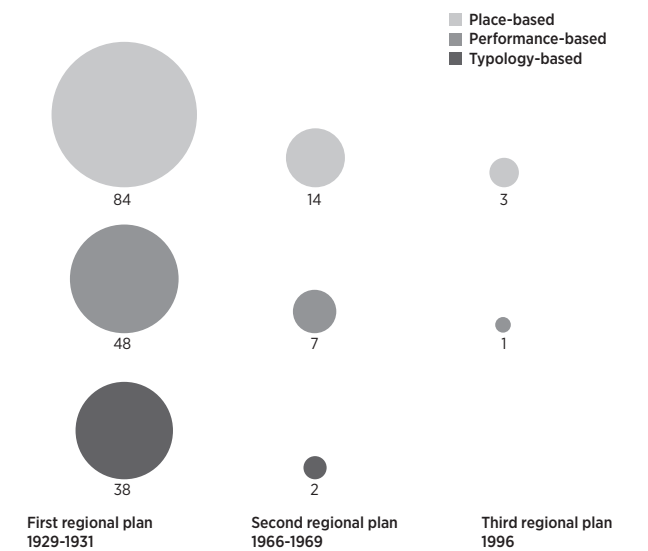 Place-based
Performance-based
Typology-based
84
14
3
48
7
1
38
2
First regional plan
1929-1931
Second regional plan
1966-1969
Third regional plan
1996